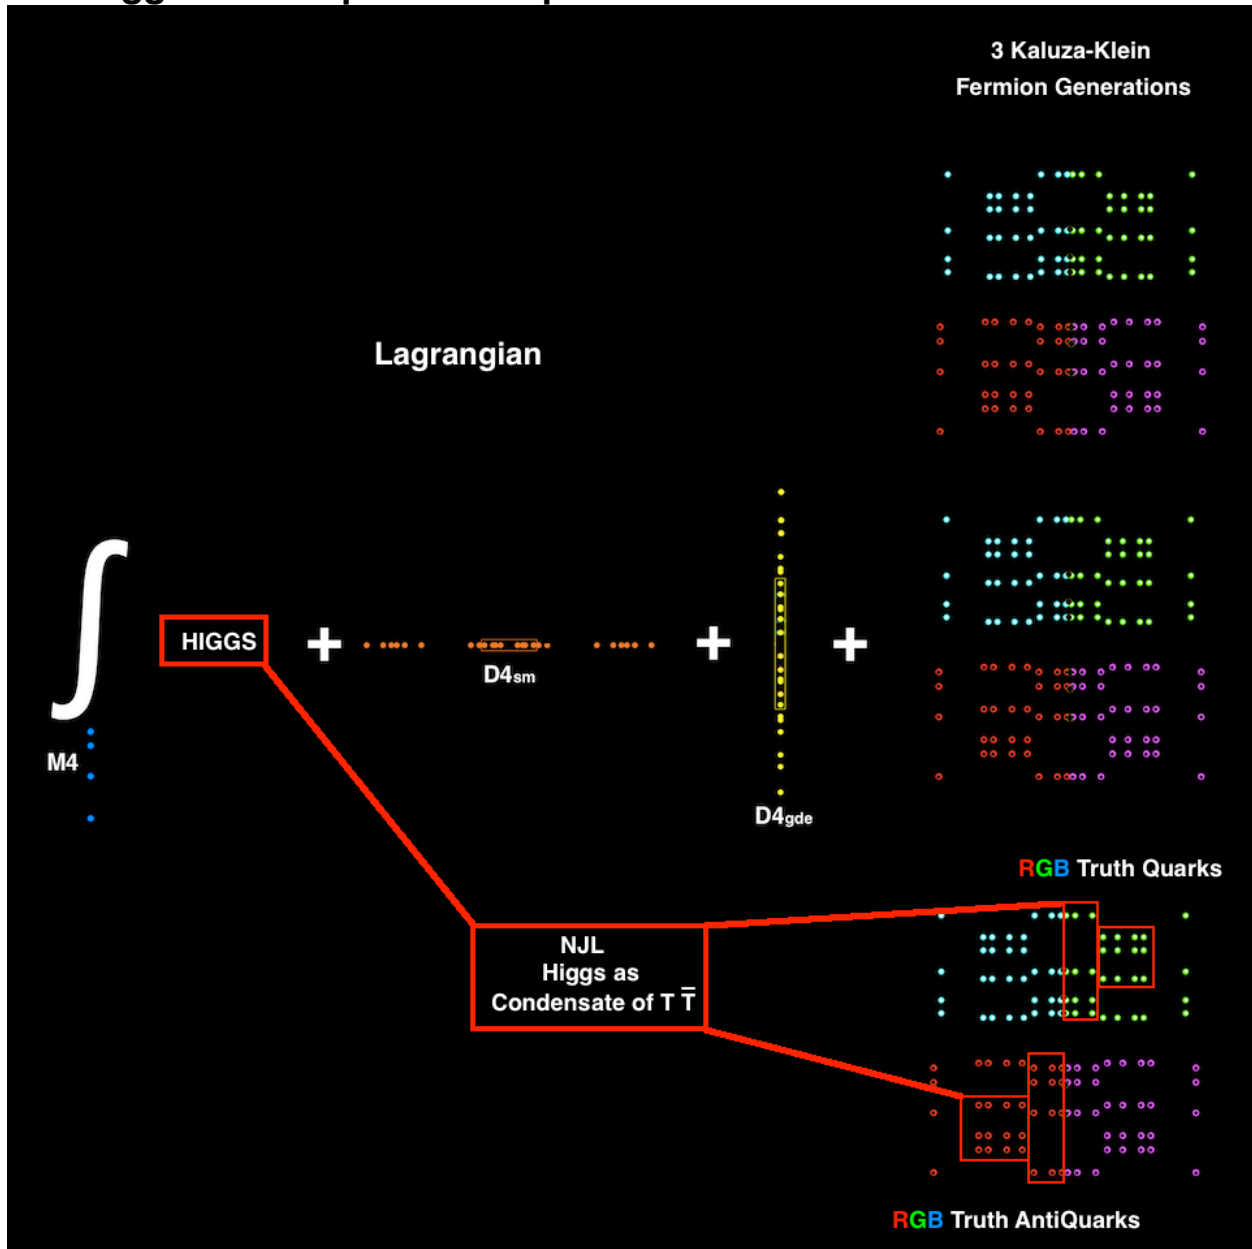 3 Kaluza-Klein
Fermion Generations
Lagrangian
∫ HIGGS + + +
D4sm
M4
D4gde
RGB Truth Quarks
NJL
Higgs as
Condensate of T T̅
RGB Truth AntiQuarks